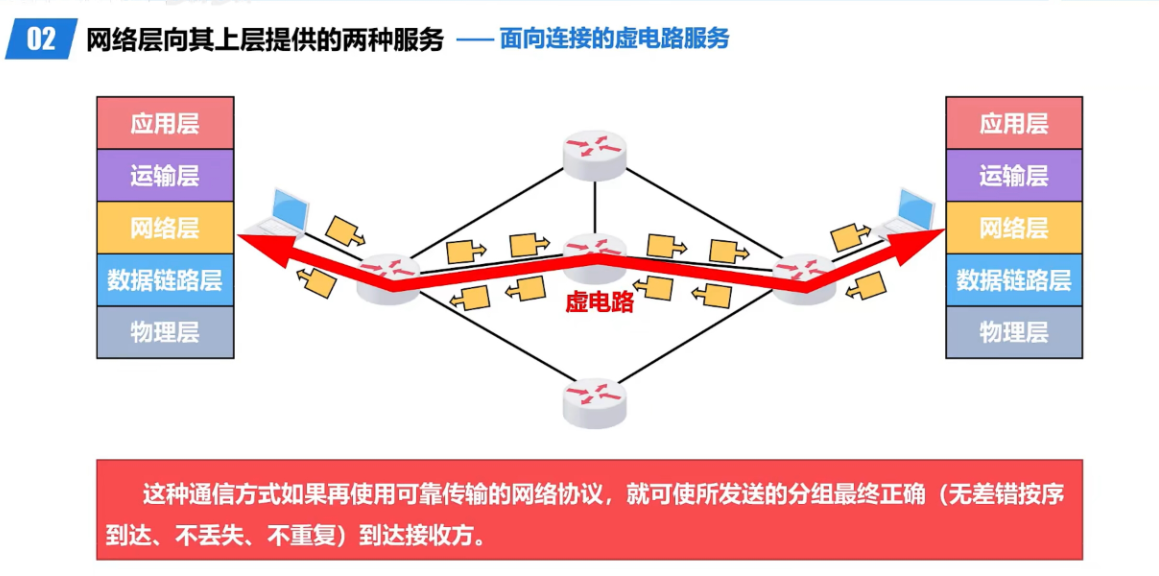 02 网络层向其上层提供的两种服务 —— 面向连接的虚电路服务
应用层
运输层
网络层
数据链路层
物理层
虚电路
应用层
运输层
网络层
数据链路层
物理层
这种通信方式如果再使用可靠传输的网络协议，就可使所发送的分组最终正确（无差错按序
到达、不丢失、不重复）到达接收方。